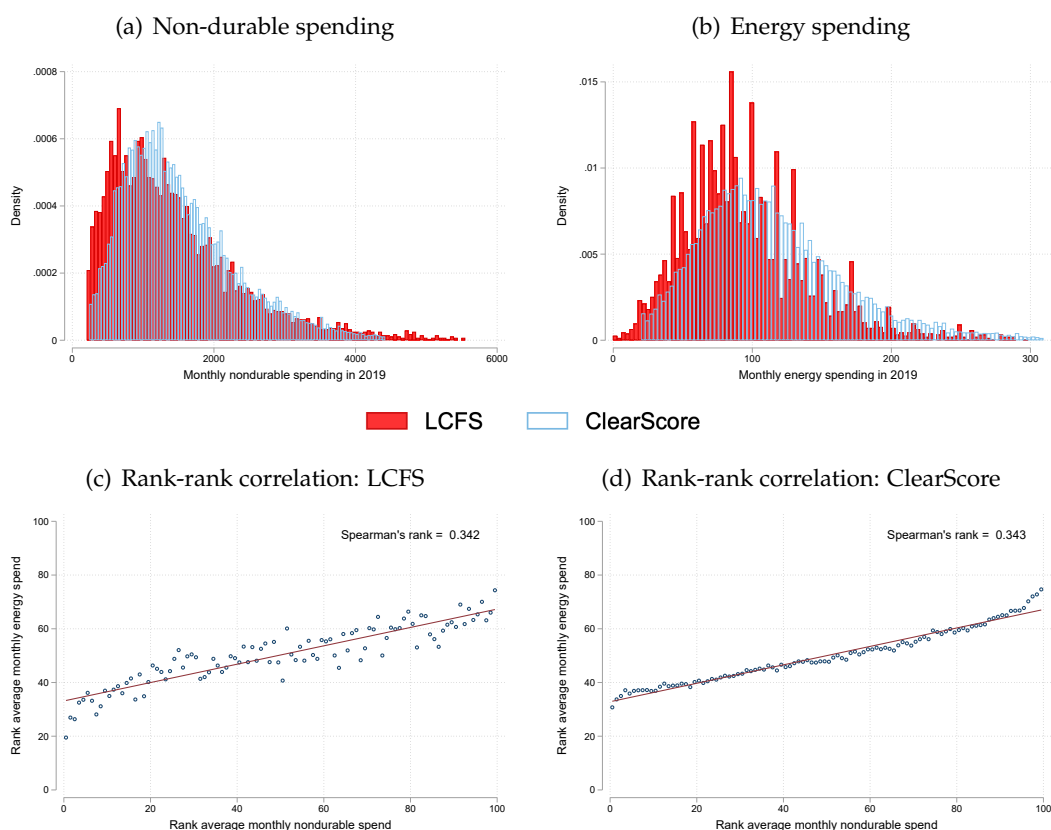 (a) Non-durable spending
(b) Energy spending
.0008
.0006
.0004
.0002
0
Density
0 2000 4000 6000
Monthly nondurable spending in 2019
.015
.01
.005
0
Density
0 100 200 300
Monthly energy spending in 2019
LCFS ClearScore
(c) Rank-rank correlation: LCFS
(d) Rank-rank correlation: ClearScore
100
80
60
40
20
0
Rank average monthly energy spend
Spearman's rank = 0.342
0 20 40 60 80 100
Rank average monthly nondurable spend
100
80
60
40
20
0
Rank average monthly energy spend
Spearman's rank = 0.343
0 20 40 60 80 100
Rank average monthly nondurable spend